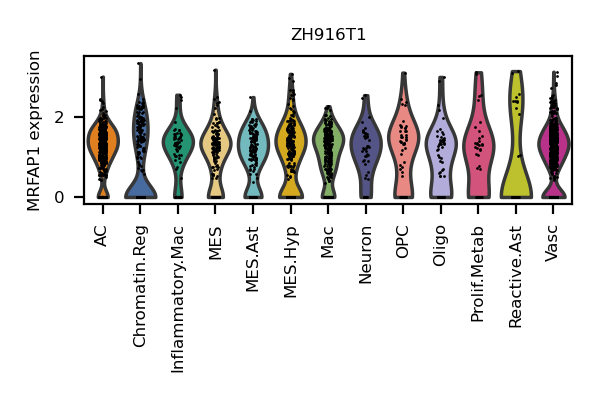 ZH916T1
MRFAP1 expression
2
0
AC
Chromatin.Reg
Inflammatory.Mac
MES
MES.Ast
MES.Hyp
Mac
Neuron
OPC
Oligo
Prolif.Metab
Reactive.Ast
Vasc